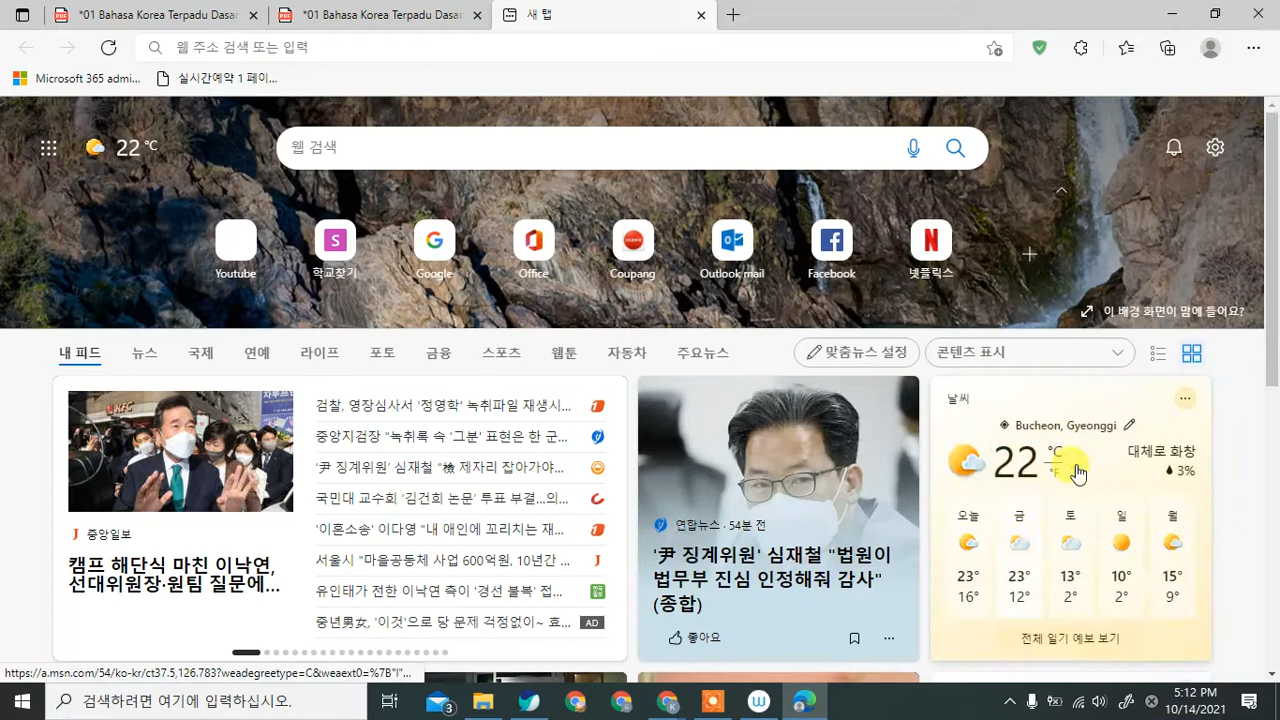 *01 Bahasa Korea Terpadu Dasar
*01 Bahasa Korea Terpadu Dasar
새 탭
웹 주소 검색 또는 입력
Microsoft 365 admi...
실시간예약 1 페이...
22 °C
웹 검색
Youtube
학교찾기
Google
Office
Coupang
Outlook mail
Facebook
넷플릭스
이 배경 화면이 맘에 들어요?
내 피드
뉴스
국제
연예
라이프
포토
금융
스포츠
웹툰
자동차
주요뉴스
맞춤뉴스 설정
콘텐츠 표시
중앙일보
캠프 해단식 마친 이낙연,
선대위원장·원팀 질문에...
검찰, 영장심사서 '정영학' 녹취파일 재생시...
중앙지검장 "녹취록 속 '그분' 표현은 한 군...
'尹 징계위원' 심재철 "檢 제자리 잡아가야...
국민대 교수회 '김건희 논문' 투표 부결...의...
'이혼소송' 이다영 "내 애인에 꼬리치는 재...
서울시 "마을공동체 사업 600억원, 10년간 ...
유인태가 전한 이낙연 측이 '경선 불복' 접...
중년男女, '이것'으로 당 문제 걱정없이~ 효...
AD
연합뉴스 · 54분 전
'尹 징계위원' 심재철 "법원이
법무부 진심 인정해줘 감사"
(종합)
좋아요
날씨
Bucheon, Gyeonggi
22 °C
°F
대체로 화창
3%
오늘 금 토 일 월
23° 23° 13° 10° 15°
16° 12° 2° 2° 9°
전체 일기 예보 보기
https://a.msn.com/54/ko-kr/ct37.5,126.783?weadegreetype=C&weaext0=%7B"l"...
검색하려면 여기에 입력하십시오.
3
5:12 PM
10/14/2021